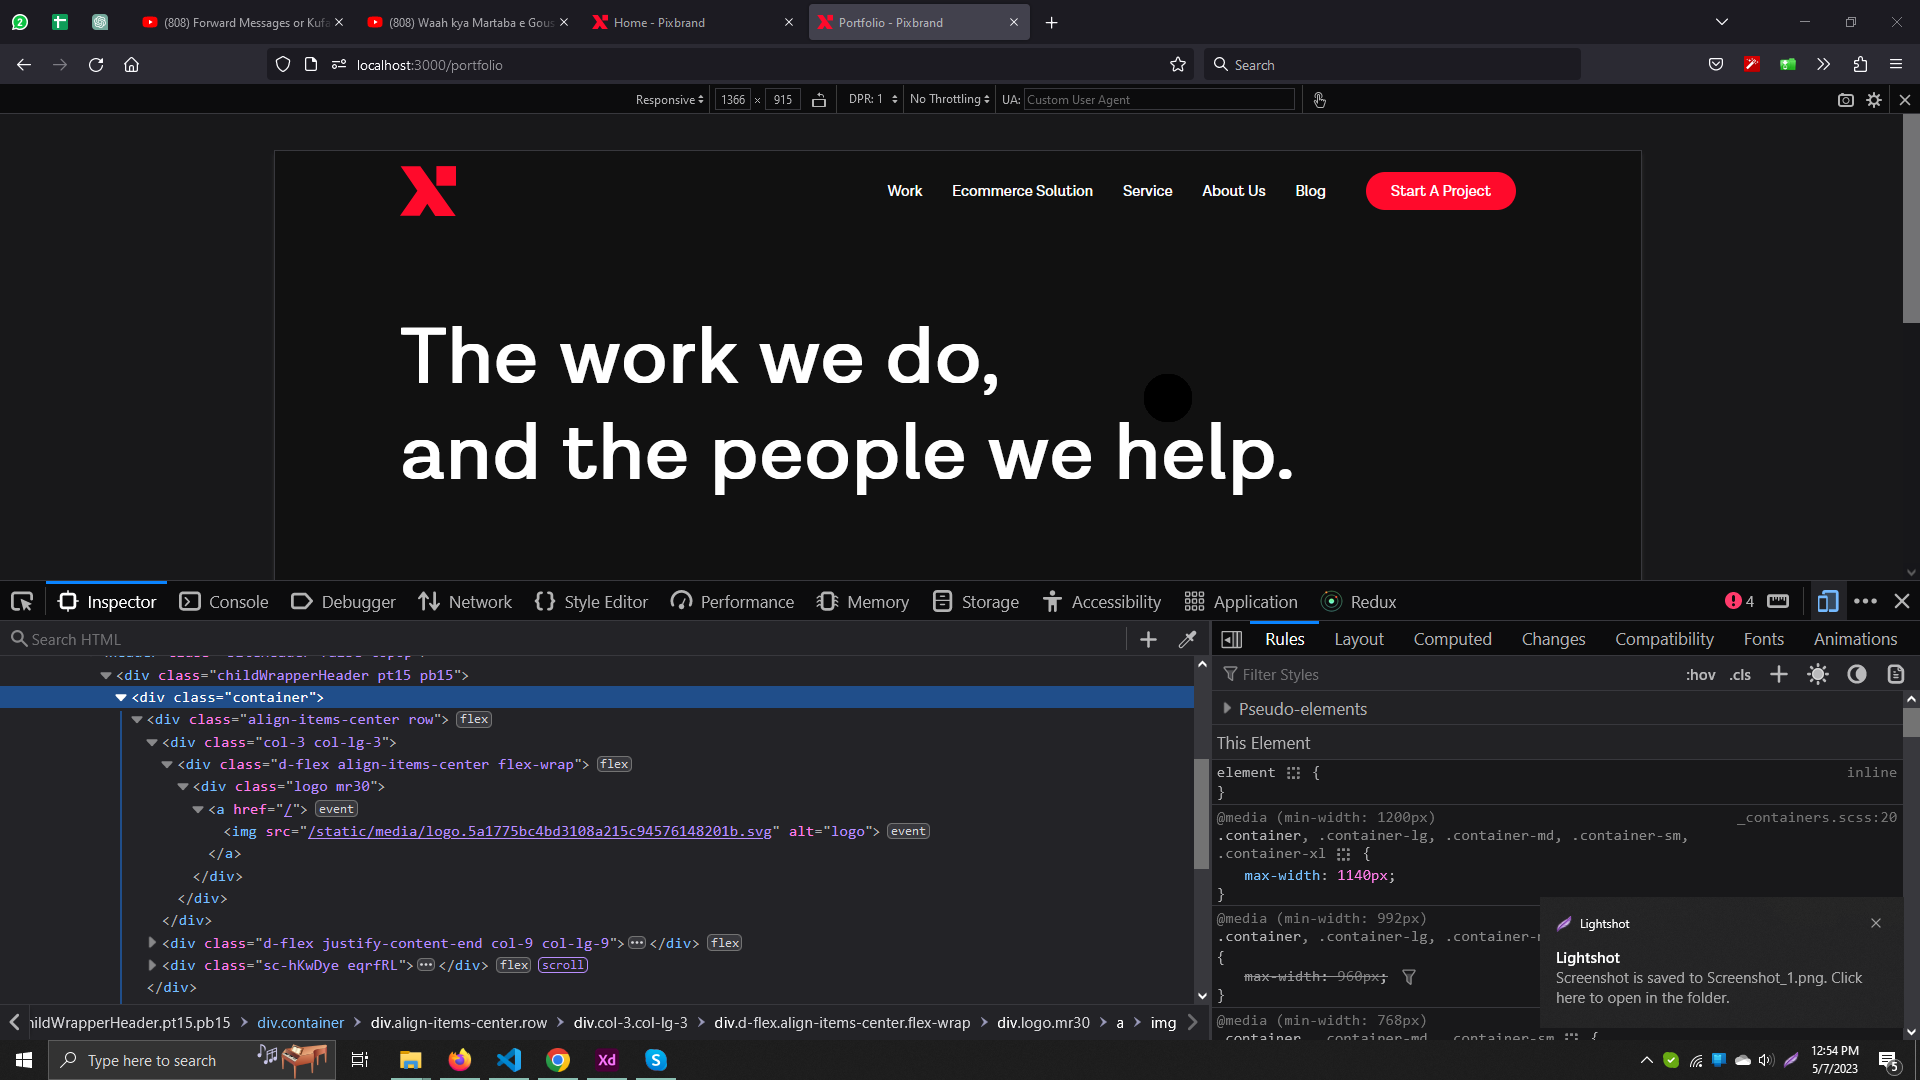 (808) Forward Messages or Kufa
(808) Waah kya Martaba e Gous
Home - Pixbrand
Portfolio - Pixbrand
localhost:3000/portfolio
Search
Responsive
1366 × 915
DPR: 1
No Throttling
UA: Custom User Agent
Work
Ecommerce Solution
Service
About Us
Blog
Start A Project
The work we do,
and the people we help.
Inspector
Console
Debugger
Network
Style Editor
Performance
Memory
Storage
Accessibility
Application
Redux
4
Search HTML
<div class="childWrapperHeader pt15 pb15">
<div class="container">
<div class="align-items-center row"> flex
<div class="col-3 col-lg-3">
<div class="d-flex align-items-center flex-wrap"> flex
<div class="logo mr30">
<a href="/"> event
<img src="/static/media/logo.5a1775bc4bd3108a215c94576148201b.svg" alt="logo"> event
</a>
</div>
</div>
</div>
<div class="d-flex justify-content-end col-9 col-lg-9"> ••• </div> flex
<div class="sc-hKwDye eqrfRL"> ••• </div> flex scroll
</div>
hildWrapperHeader.pt15.pb15 > div.container > div.align-items-center.row > div.col-3.col-lg-3 > div.d-flex.align-items-center.flex-wrap > div.logo.mr30 > a > img
Rules
Layout
Computed
Changes
Compatibility
Fonts
Animations
Filter Styles
:hov .cls
Pseudo-elements
This Element
element {
inline
}
@media (min-width: 1200px)
_containers.scss:20
.container, .container-lg, .container-md, .container-sm,
.container-xl {
max-width: 1140px;
}
@media (min-width: 992px)
.container, .container-lg, .container-
{
max-width: 960px;
}
@media (min-width: 768px)
.container, .container-md, .container-sm {
Lightshot
Lightshot
Screenshot is saved to Screenshot_1.png. Click
here to open in the folder.
Type here to search
Xd
12:54 PM
5/7/2023
5